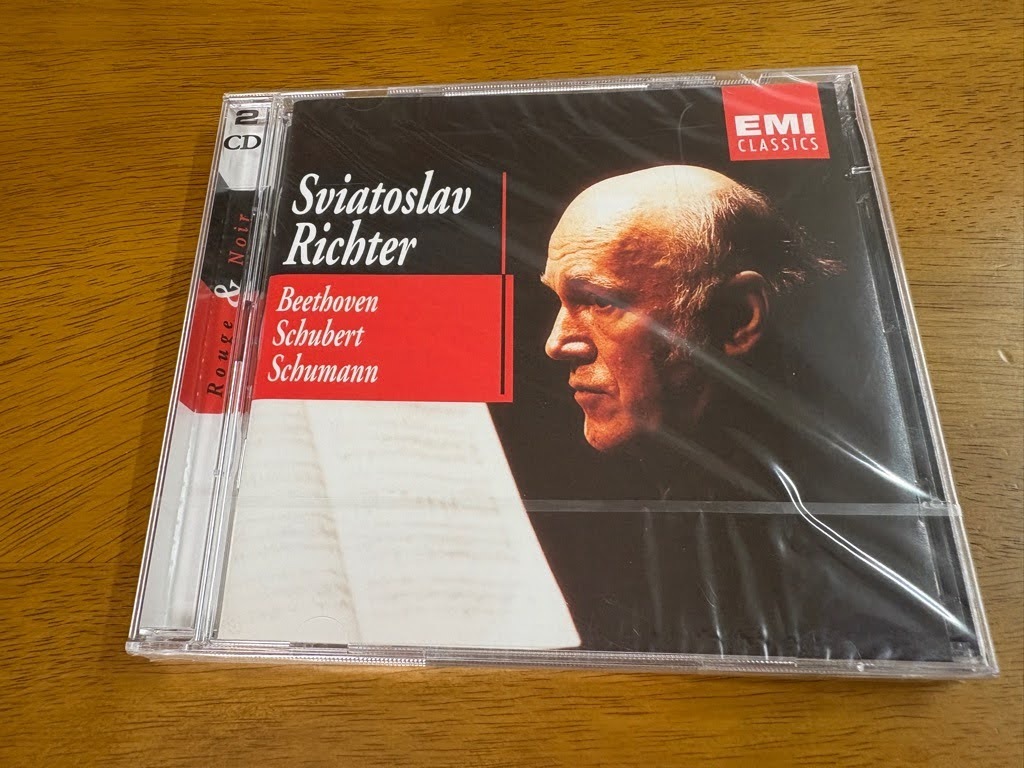 2
CD
Rouge & Noir
EMI
CLASSICS
Sviatoslav
Richter
Beethoven
Schubert
Schumann